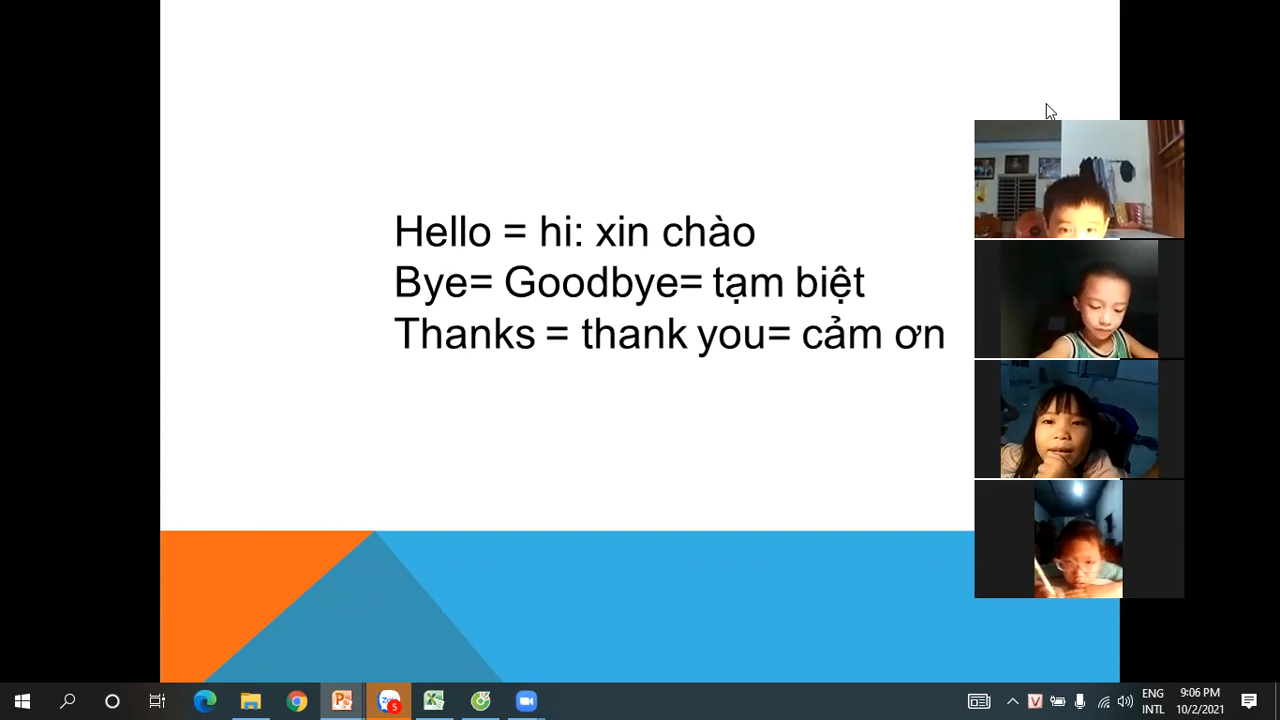 Hello = hi: xin chào
Bye= Goodbye= tạm biệt
Thanks = thank you= cảm ơn
ENG
INTL
9:06 PM
10/2/2021
5